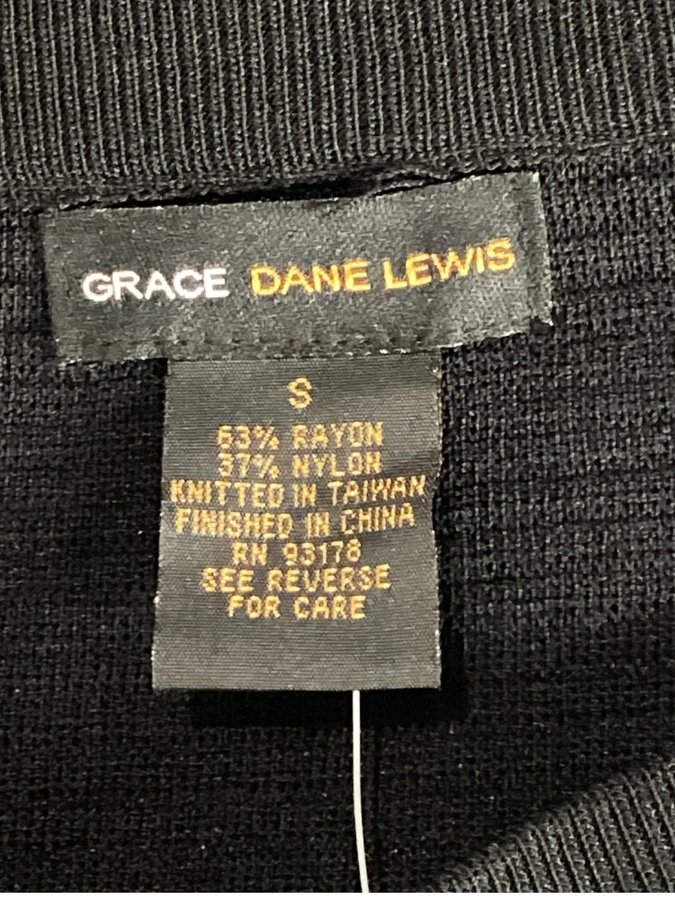 GRACE DANE LEWIS
S
63% RAYON
37% NYLON
KNITTED IN TAIWAN
FINISHED IN CHINA
RN 93178
SEE REVERSE
FOR CARE